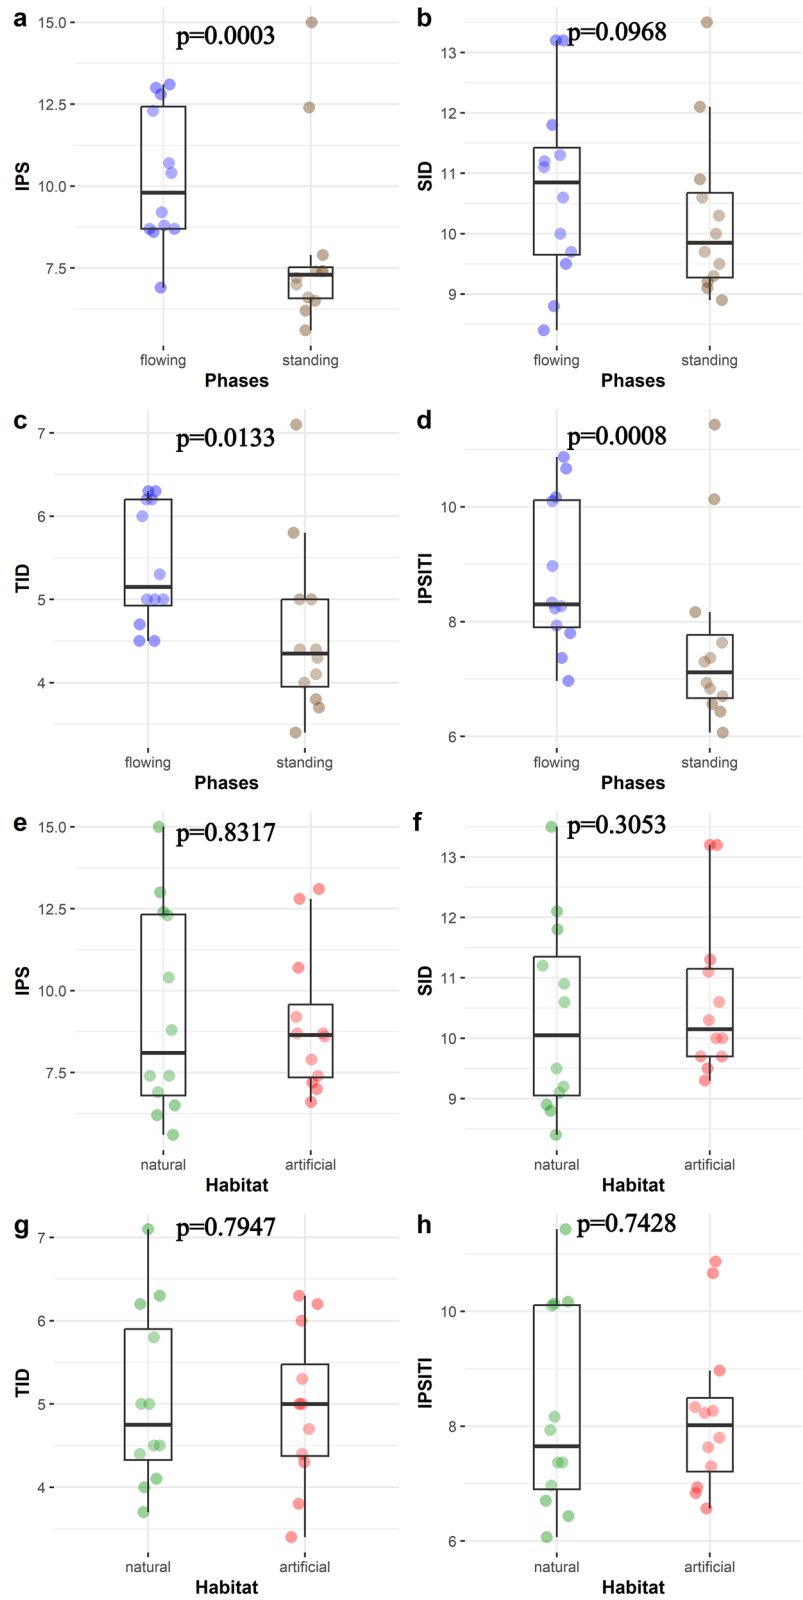 a
p=0.0003
15.0
12.5
10.0
7.5
IPS
flowing
standing
Phases
b
p=0.0968
13
12
11
10
9
SID
flowing
standing
Phases
c
p=0.0133
7
6
5
4
TID
flowing
standing
Phases
d
p=0.0008
10
8
6
IPSITI
flowing
standing
Phases
e
p=0.8317
15.0
12.5
10.0
7.5
IPS
natural
artificial
Habitat
f
p=0.3053
13
12
11
10
9
SID
natural
artificial
Habitat
g
p=0.7947
7
6
5
4
TID
natural
artificial
Habitat
h
p=0.7428
10
8
6
IPSITI
natural
artificial
Habitat